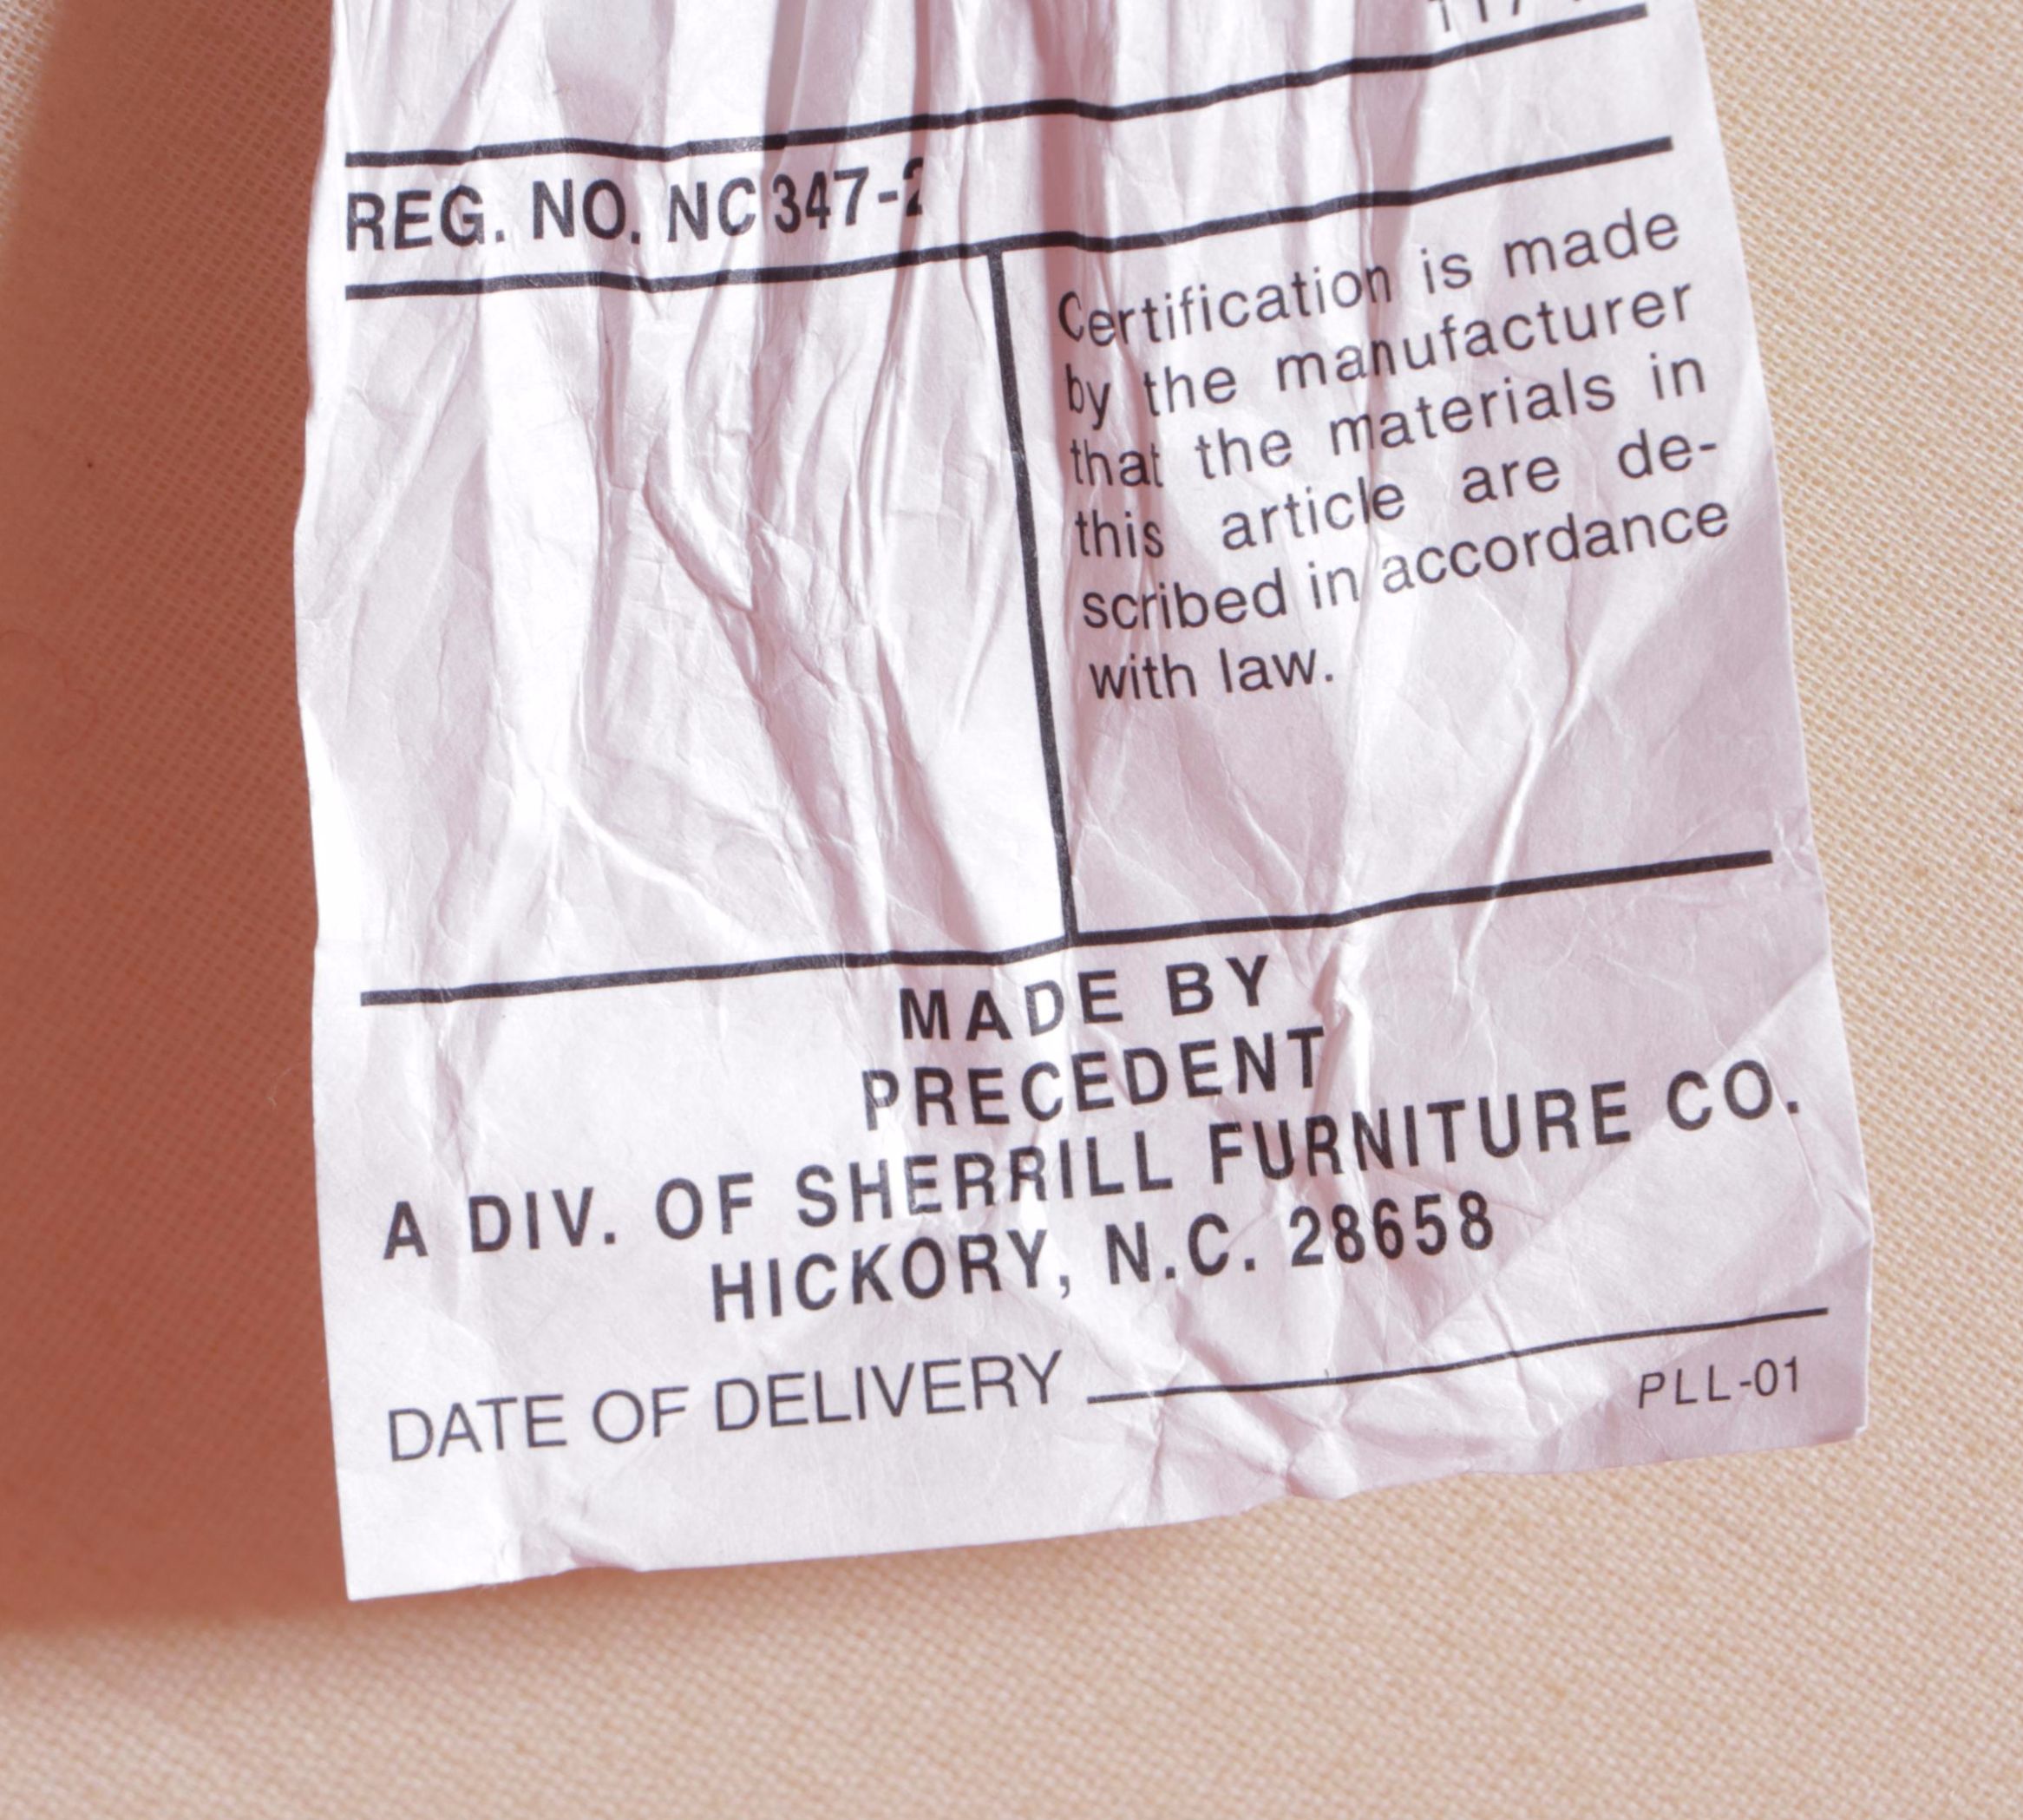 REG. NO. NC 347-2
Certification is made
by the manufacturer
that the materials in
this article are de-
scribed in accordance
with law.
MADE BY
PRECEDENT
A DIV. OF SHERRILL FURNITURE CO.
HICKORY, N.C. 28658
DATE OF DELIVERY
PLL-01